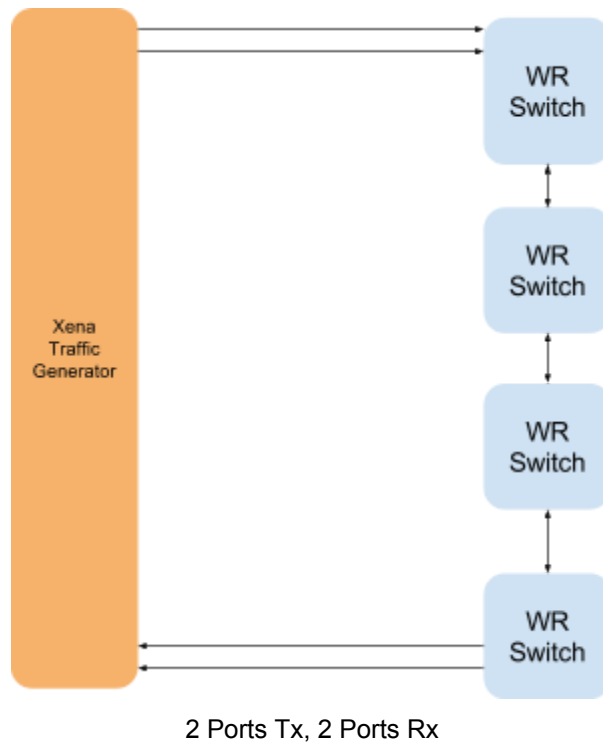 Xena
Traffic
Generator
WR
Switch
WR
Switch
WR
Switch
WR
Switch
2 Ports Tx, 2 Ports Rx